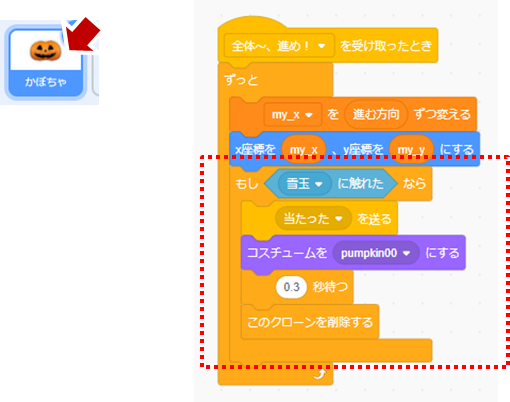 かぼちゃ
全体～、進め！ を受け取ったとき
ずっと
my_x を 進む方向 ずつ変える
x座標を my_x 、y座標を my_y にする
もし 雪玉 に触れた なら
当たった を送る
コスチュームを pumpkin00 にする
0.3 秒待つ
このクローンを削除する